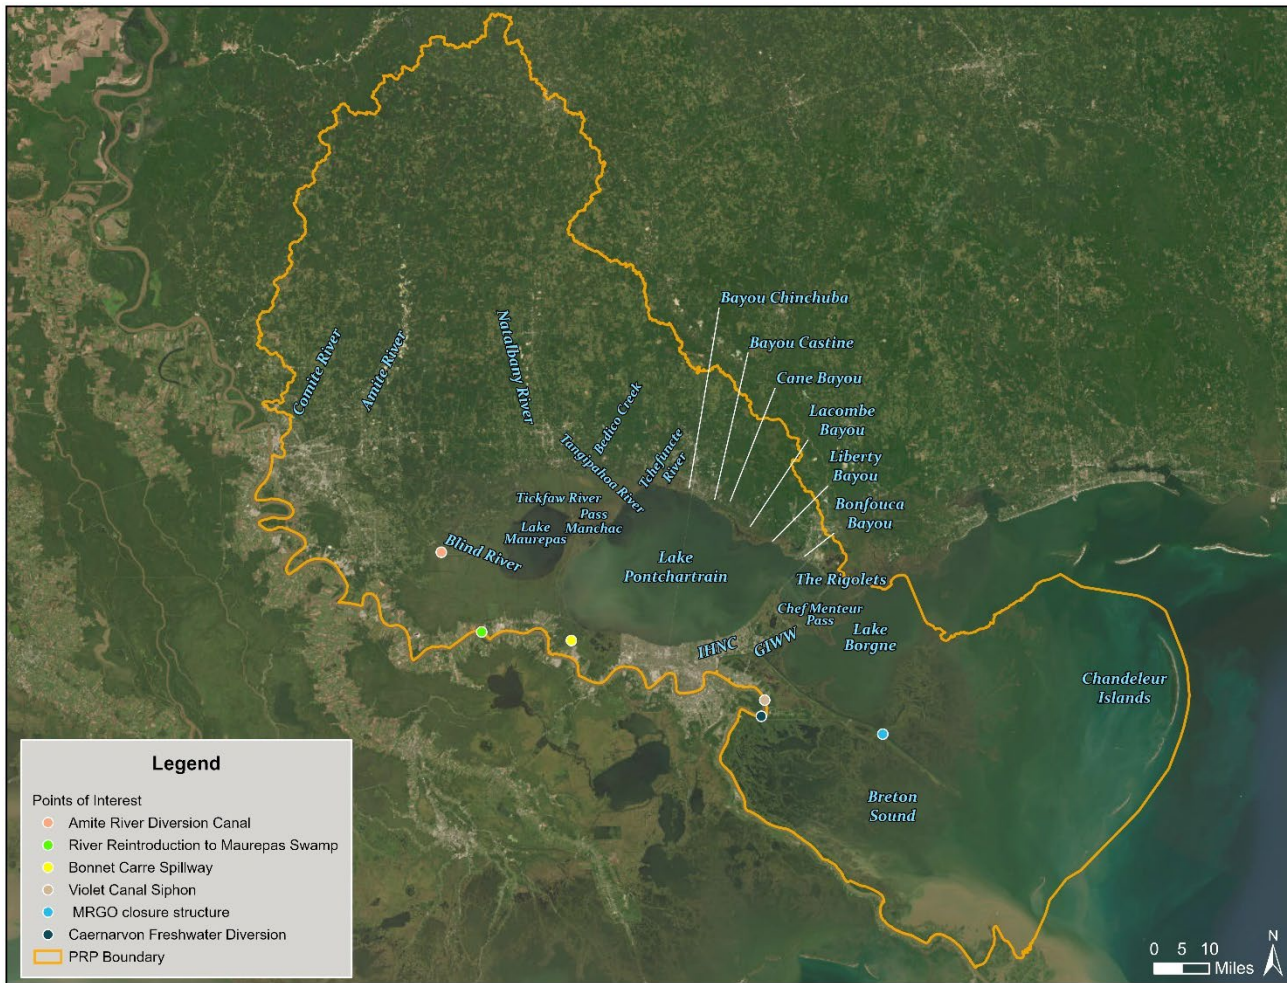 Bayou Chinchuba
Bayou Castine
Cane Bayou
Lacombe
Bayou
Liberty
Bayou
Bonfouca
Bayou
Comite River
Amite River
Natalbany River
Bedico Creek
Tangipahoa River
Tchefuncte
River
Tickfaw River
Pass
Manchac
Lake
Maurepas
Blind River
Lake
Pontchartrain
The Rigolets
Chef Menteur
Pass
Lake
Borgne
IHNC
GIWW
Chandeleur
Islands
Breton
Sound
Legend
Points of Interest
Amite River Diversion Canal
River Reintroduction to Maurepas Swamp
Bonnet Carre Spillway
Violet Canal Siphon
MRGO closure structure
Caernarvon Freshwater Diversion
PRP Boundary
0 5 10
Miles
N